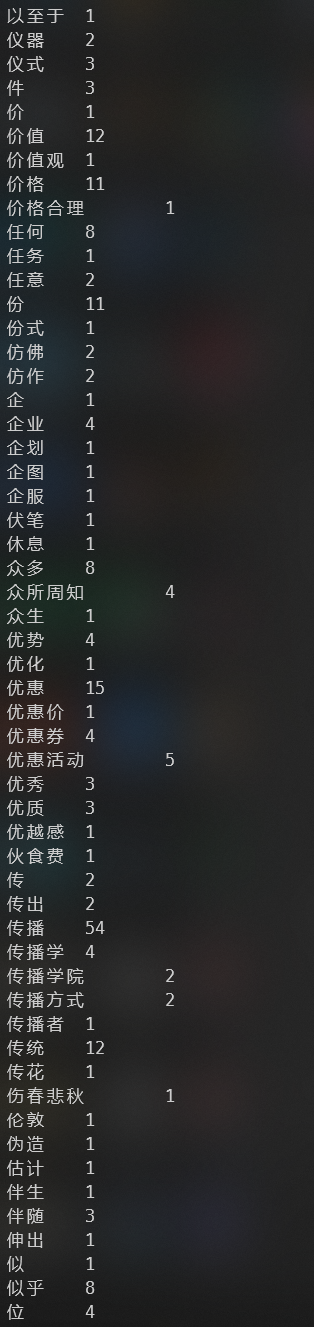 以至于 1
仪器 2
仪式 3
件 3
价 1
价值 12
价值观 1
价格 11
价格合理 1
任何 8
任务 1
任意 2
份 11
份式 1
仿佛 2
仿作 2
企 1
企业 4
企划 1
企图 1
企服 1
伏笔 1
休息 1
众多 8
众所周知 4
众生 1
优势 4
优化 1
优惠 15
优惠价 1
优惠券 4
优惠活动 5
优秀 3
优质 3
优越感 1
伙食费 1
传 2
传出 2
传播 54
传播学 4
传播学院 2
传播方式 2
传播者 1
传统 12
传花 1
伤春悲秋 1
伦敦 1
伪造 1
估计 1
伴生 1
伴随 3
伸出 1
似 1
似乎 8
位 4